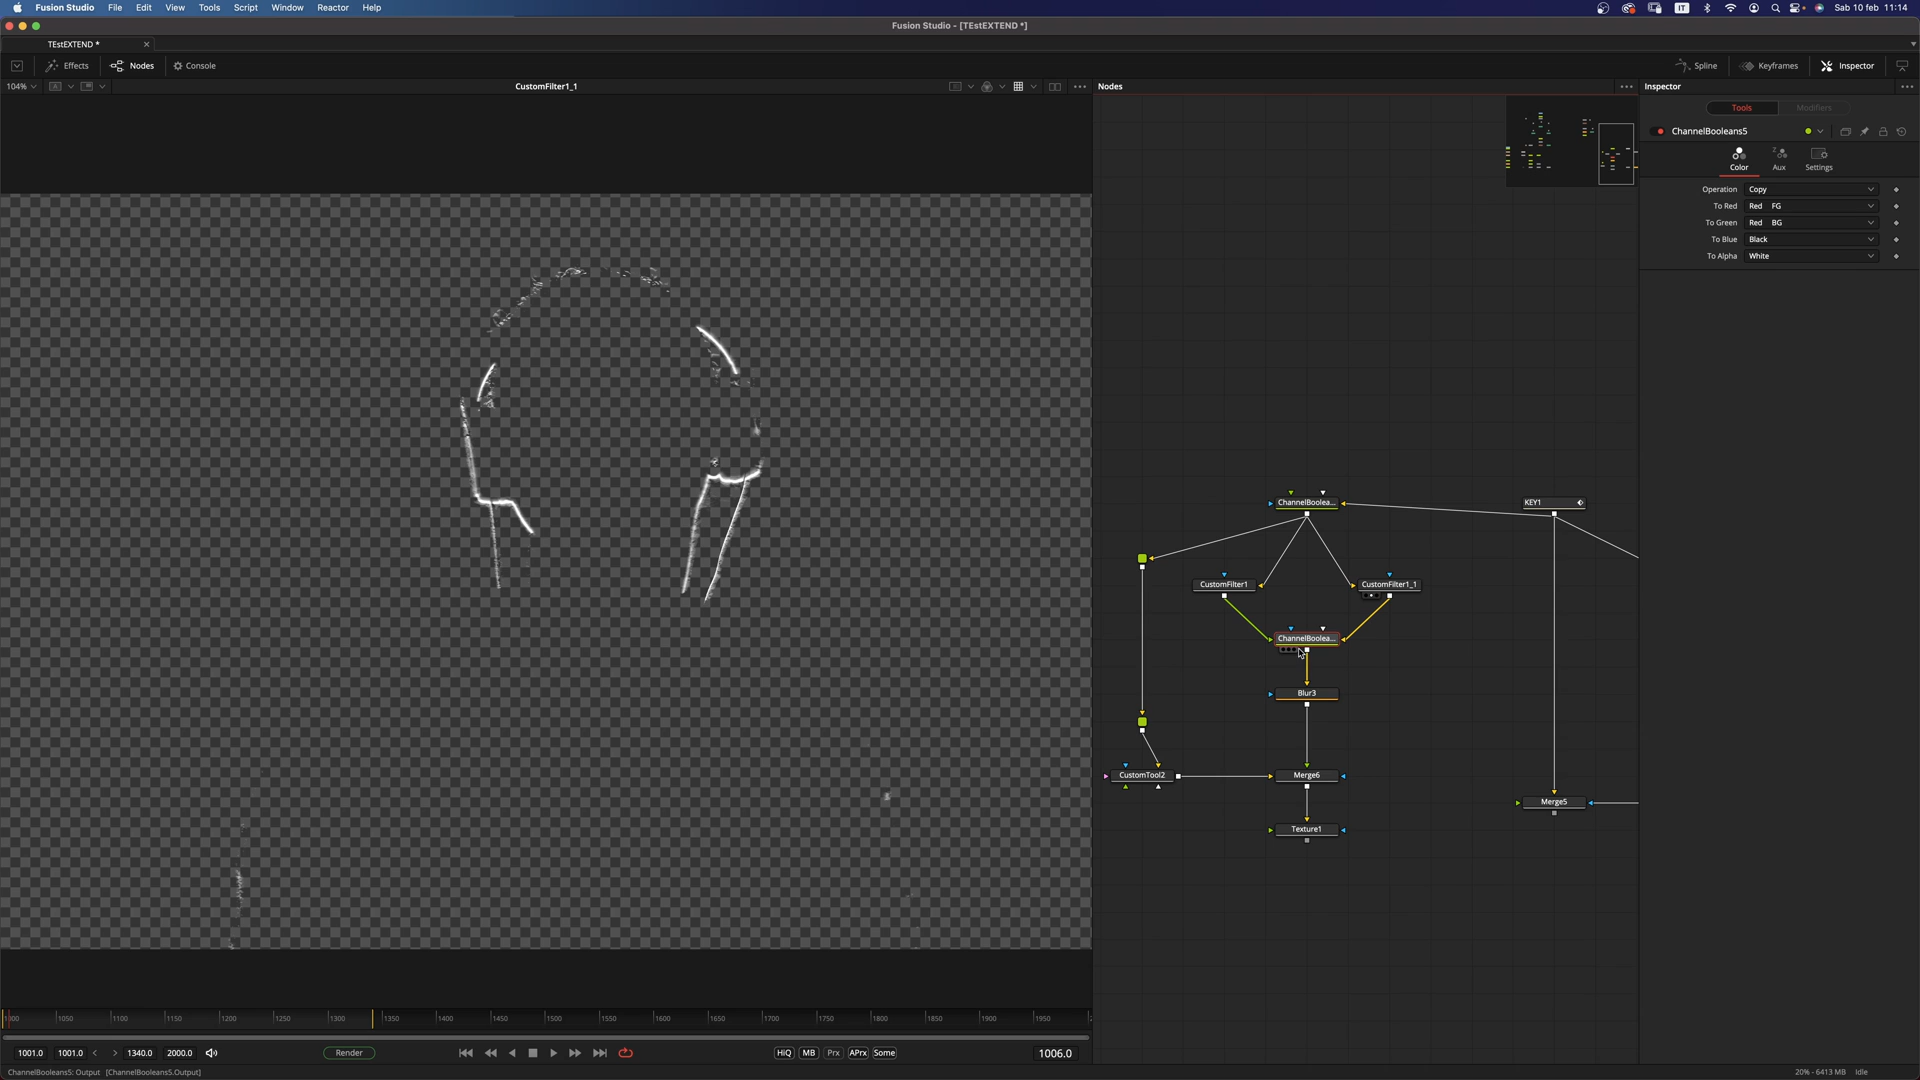 Fusion Studio File Edit View Tools Script Window Reactor Help IT Sab 10 feb 11:14
Fusion Studio - [TEstEXTEND *]
TEstEXTEND *
Effects Nodes Console Spline Keyframes Inspector
104% CustomFilter1_1 Nodes Inspector
Tools Modifiers
ChannelBooleans5
Color Aux Settings
Operation Copy
To Red Red FG
To Green Red BG
To Blue Black
To Alpha White
ChannelBoolea... KEY1
CustomFilter1 CustomFilter1_1
ChannelBoolea...
Blur3
CustomTool2 Merge6
Merge5
Texture1
1000 1050 1100 1150 1200 1250 1300 1350 1400 1450 1500 1550 1600 1650 1700 1750 1800 1850 1900 1950
1001.0 1001.0 1340.0 2000.0 Render HiQ MB Prx APrx Some 1006.0
ChannelBooleans5: Output [ChannelBooleans5.Output] 20% - 6413 MB Idle